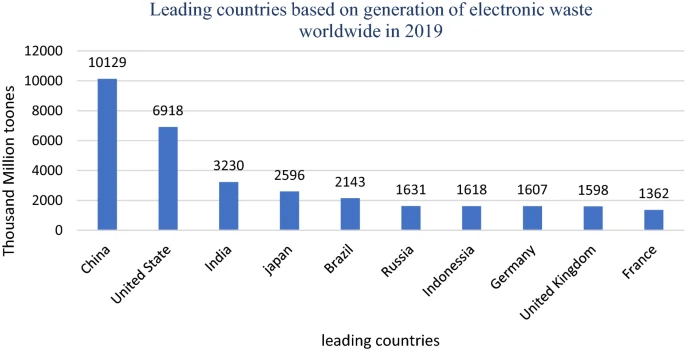 Leading countries based on generation of electronic waste
worldwide in 2019
Thousand Million toones
12000
10000
8000
6000
4000
2000
0
10129
6918
3230
2596
2143
1631
1618
1607
1598
1362
China
United State
India
japan
Brazil
Russia
Indonessia
Germany
United Kingdom
France
leading countries